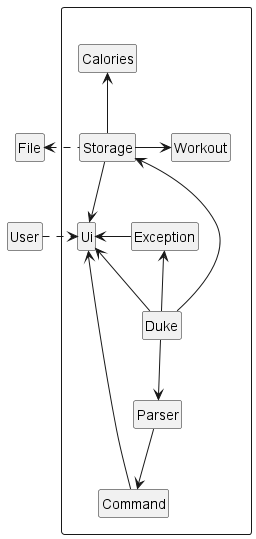 Calories
File
Storage
Workout
User
Ui
Exception
Duke
Parser
Command